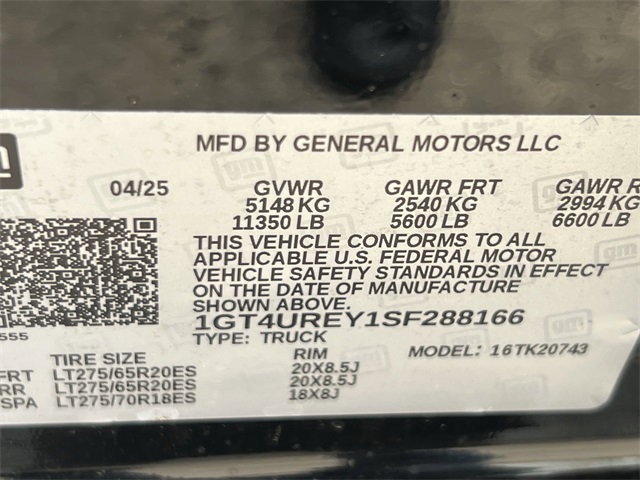 MFD BY GENERAL MOTORS LLC
04/25 GVWR GAWR FRT GAWR R
5148 KG 2540 KG 2994 KG
11350 LB 5600 LB 6600 LB
THIS VEHICLE CONFORMS TO ALL
APPLICABLE U.S. FEDERAL MOTOR
VEHICLE SAFETY STANDARDS IN EFFECT
ON THE DATE OF MANUFACTURE
SHOWN ABOVE.
1GT4UREY1SF288166
555 TYPE: TRUCK MODEL: 16TK20743
TIRE SIZE RIM
FRT LT275/65R20ES 20X8.5J
RR LT275/65R20ES 20X8.5J
SPA LT275/70R18ES 18X8J